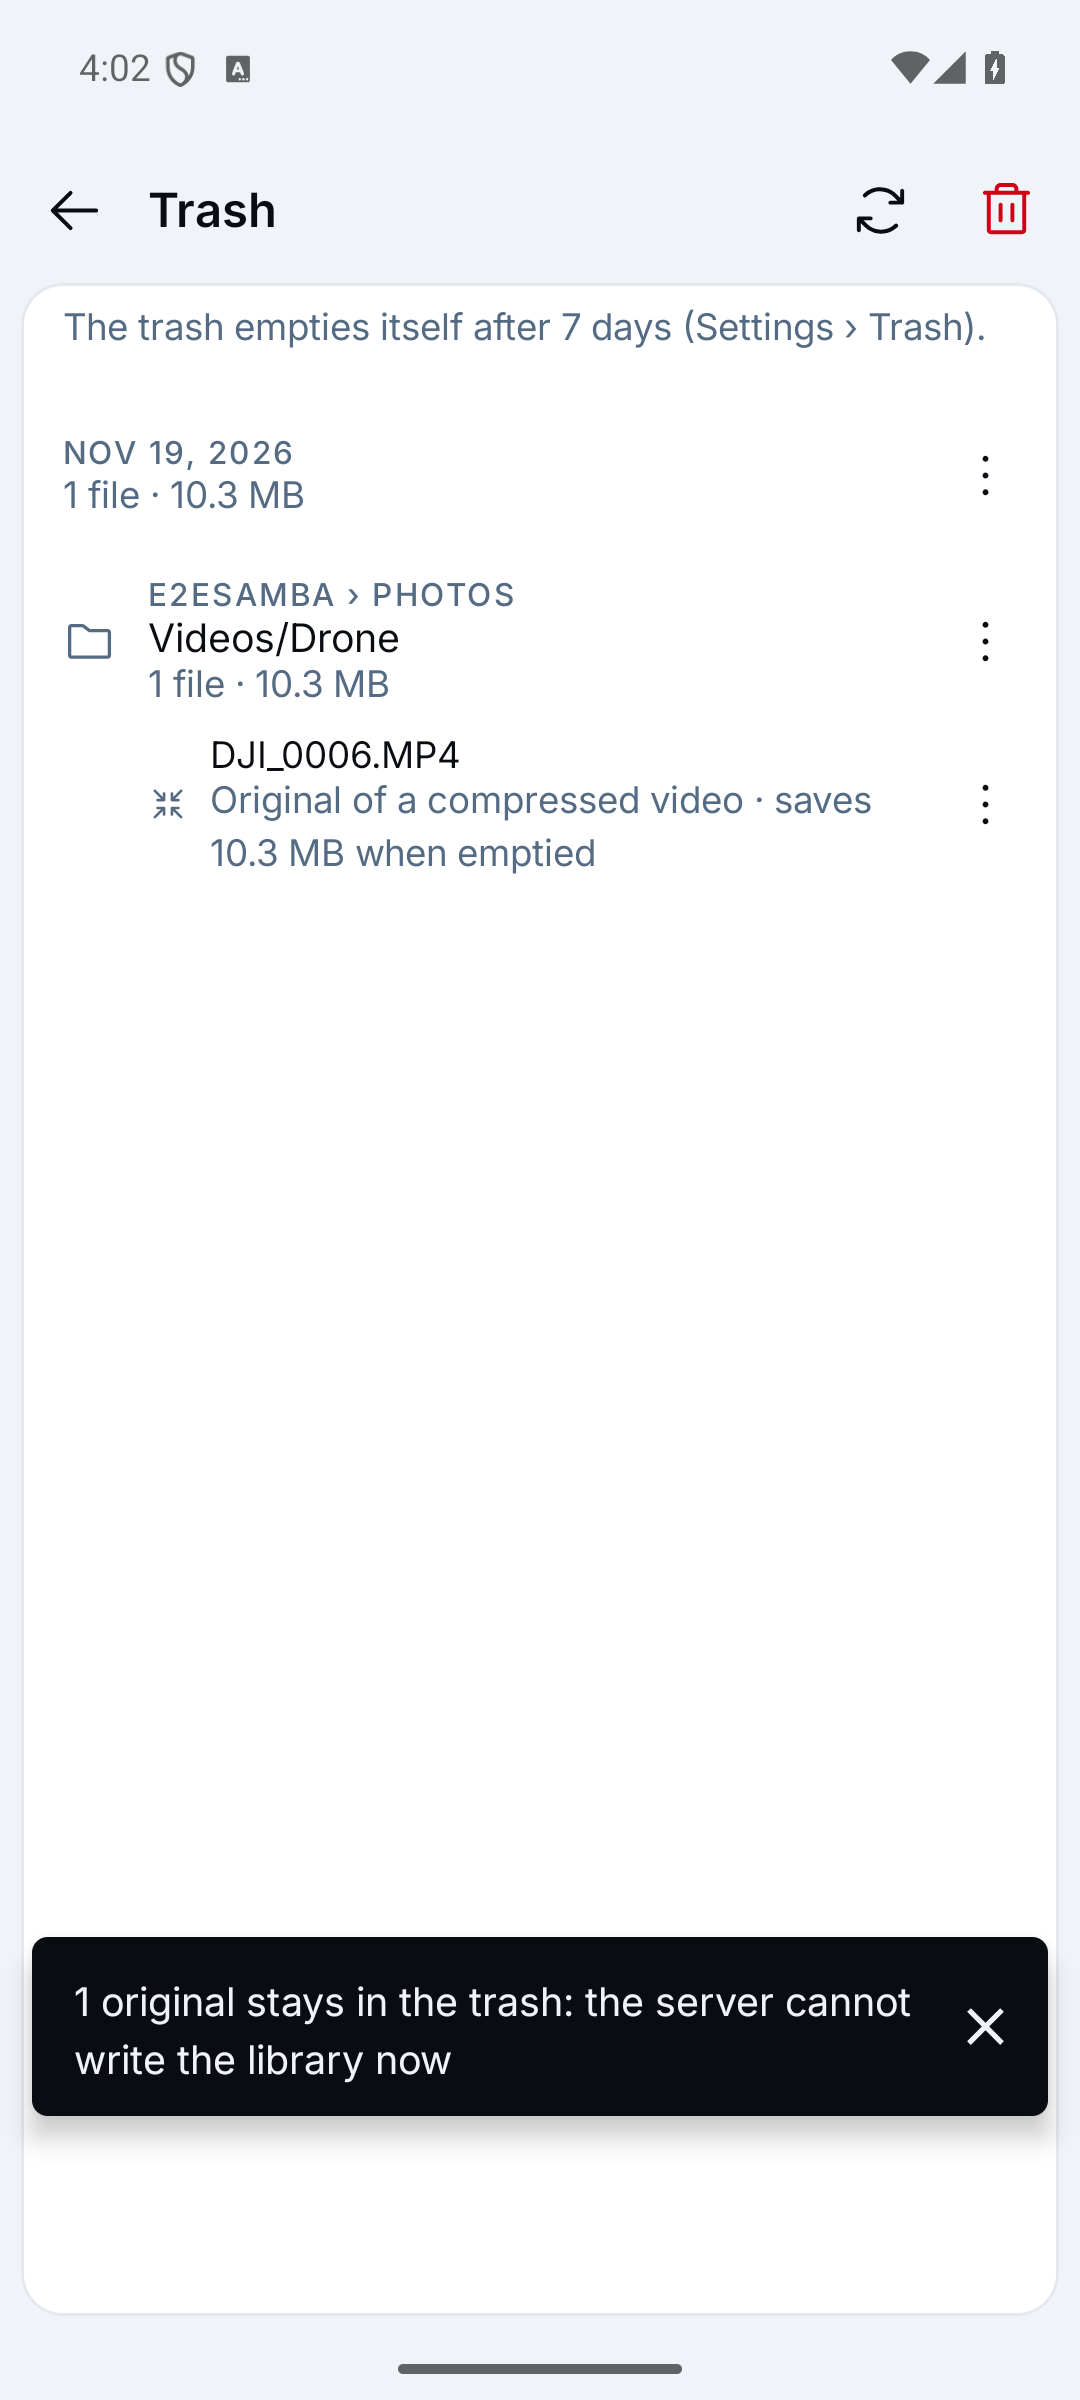 4:02
Trash
The trash empties itself after 7 days (Settings › Trash).
NOV 19, 2026
1 file · 10.3 MB
E2ESAMBA › PHOTOS
Videos/Drone
1 file · 10.3 MB
DJI_0006.MP4
Original of a compressed video · saves
10.3 MB when emptied
1 original stays in the trash: the server cannot
write the library now